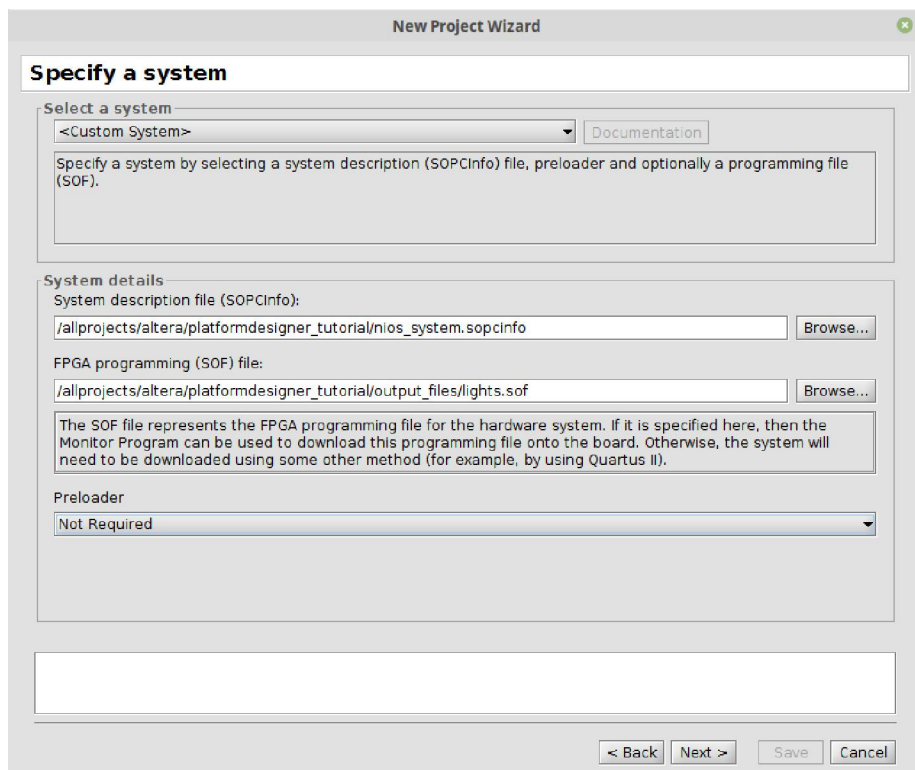 New Project Wizard
Specify a system
Select a system
<Custom System>
Documentation
Specify a system by selecting a system description (SOPCInfo) file, preloader and optionally a programming file
(SOF).
System details
System description file (SOPCInfo):
/allprojects/altera/platformdesigner_tutorial/nios_system.sopcinfo
Browse...
FPGA programming (SOF) file:
/allprojects/altera/platformdesigner_tutorial/output_files/lights.sof
Browse...
The SOF file represents the FPGA programming file for the hardware system. If it is specified here, then the
Monitor Program can be used to download this programming file onto the board. Otherwise, the system will
need to be downloaded using some other method (for example, by using Quartus II).
Preloader
Not Required
< Back
Next >
Save
Cancel